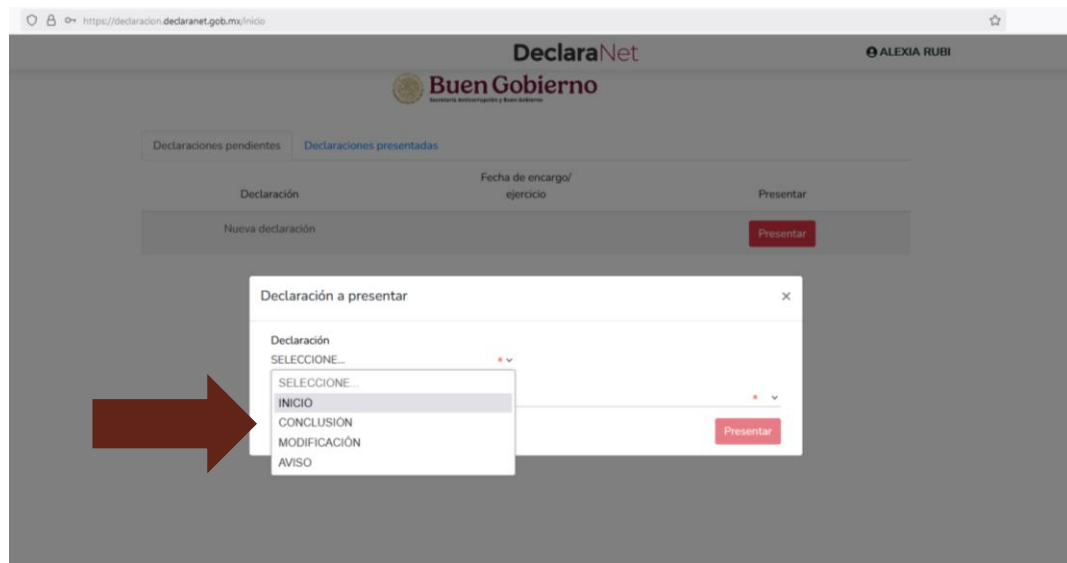 https://declaracion.declaranet.gob.mx/inicio
DeclaraNet
ALEXIA RUBI
Buen Gobierno
Secretaría Anticorrupción y Buen Gobierno
Declaraciones pendientes
Declaraciones presentadas
Declaración
Fecha de encargo/
ejercicio
Presentar
Nueva declaración
Presentar
Declaración a presentar
×
Declaración
SELECCIONE...
*
SELECCIONE...
INICIO
*
CONCLUSIÓN
Presentar
MODIFICACIÓN
AVISO